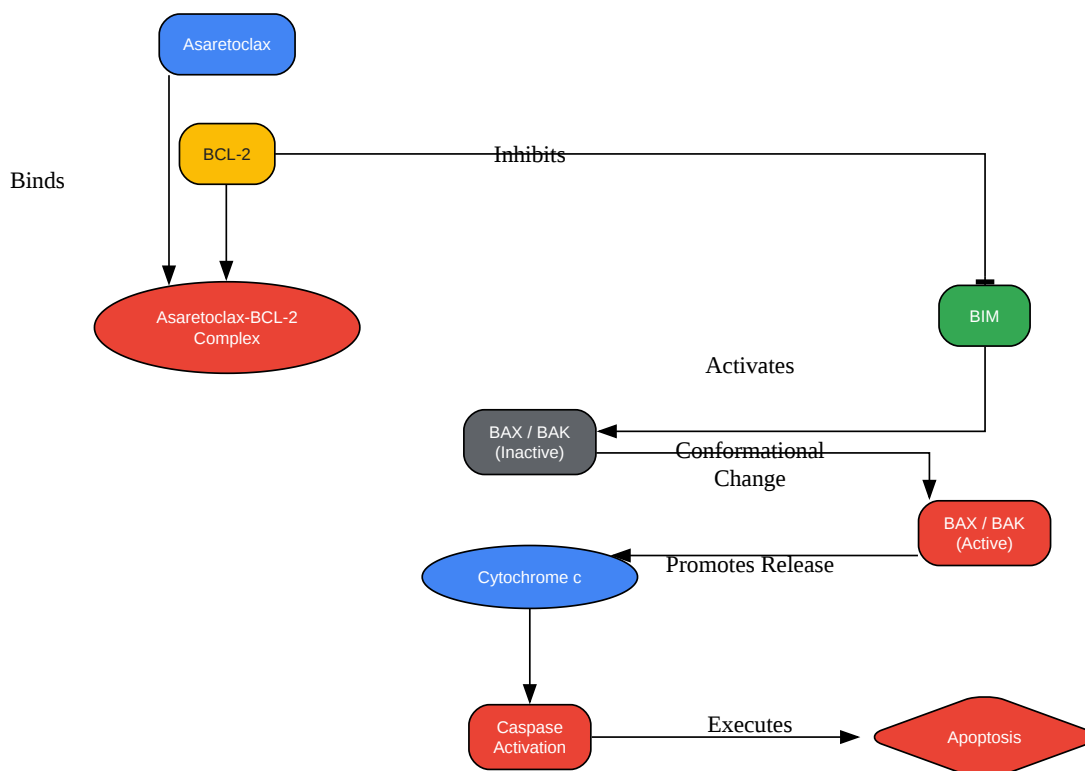 Asaretoclax
BCL-2
Inhibits
Binds
Asaretoclax-BCL-2
Complex
BIM
Activates
BAX / BAK
(Inactive)
Conformational
Change
BAX / BAK
(Active)
Promotes Release
Cytochrome c
Caspase
Activation
Executes
Apoptosis